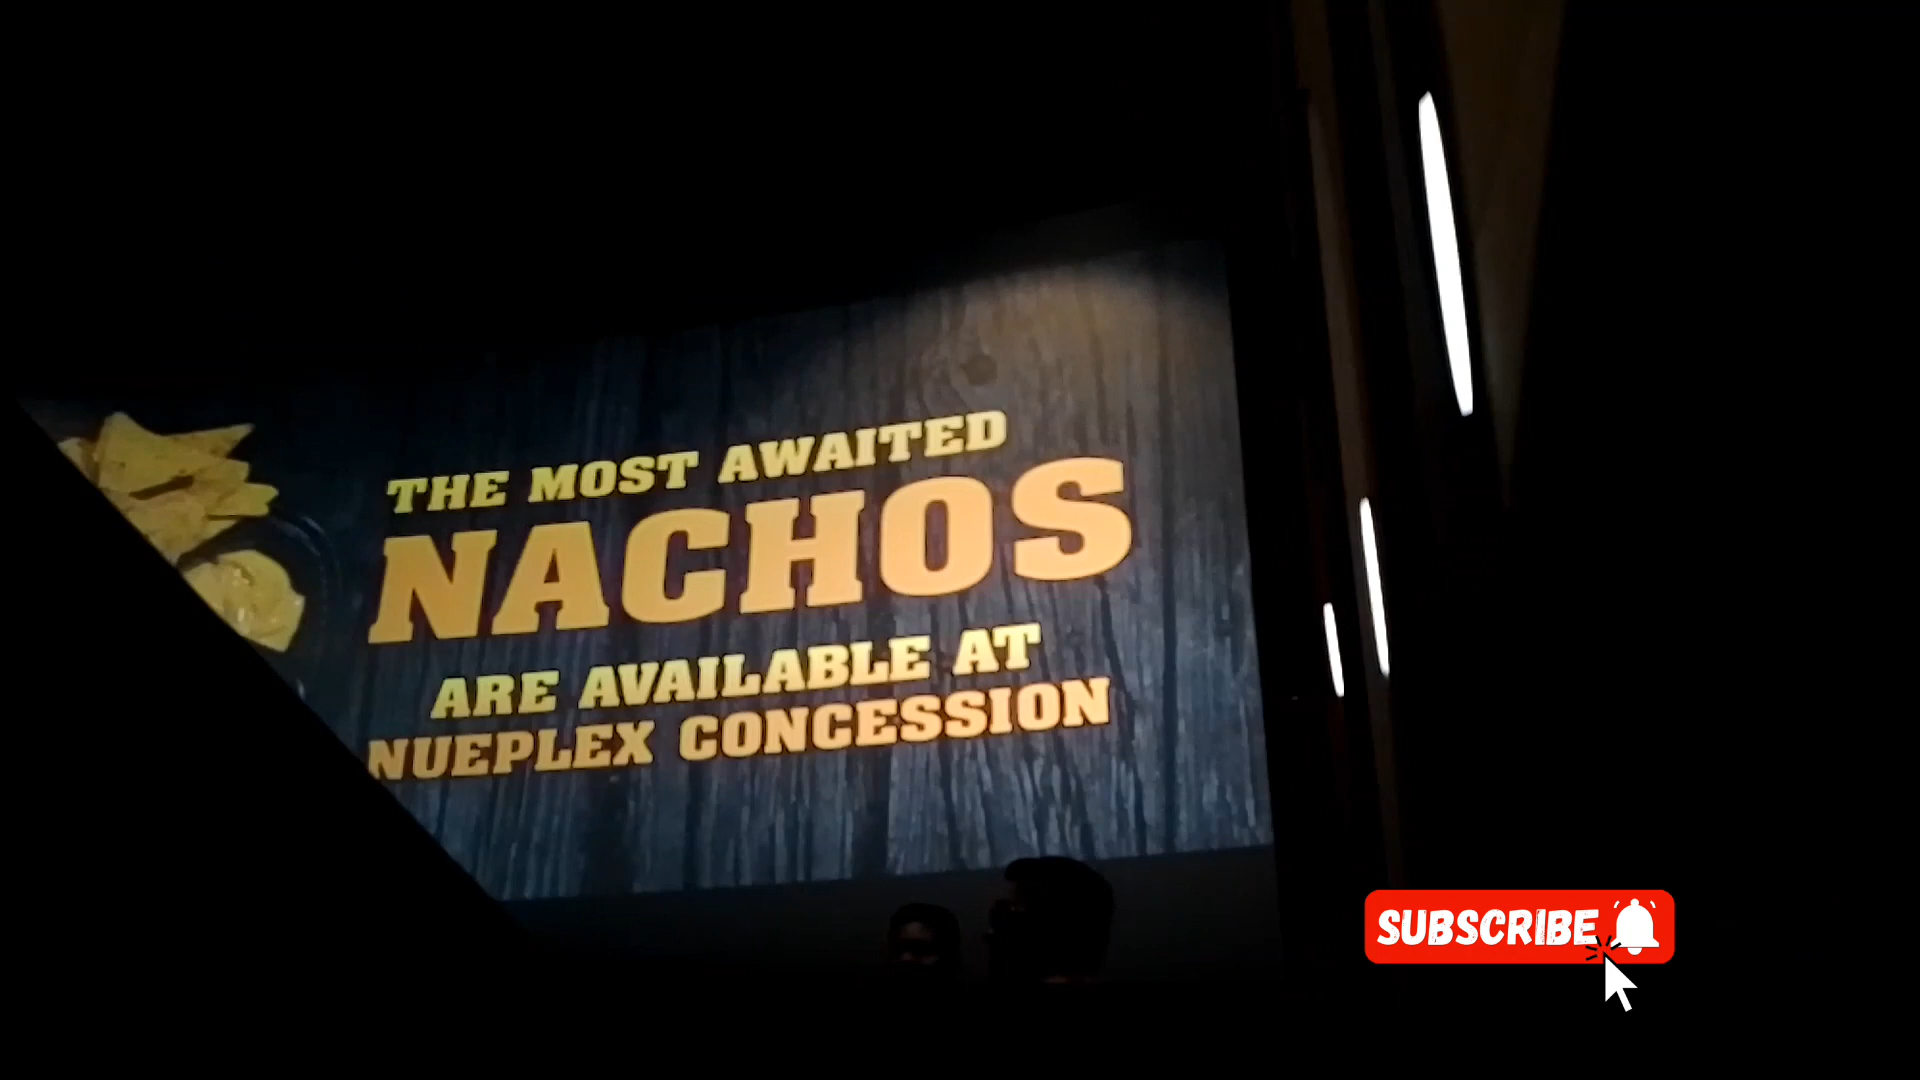 THE MOST AWAITED
NACHOS
ARE AVAILABLE AT
NUEPLEX CONCESSION
SUBSCRIBE